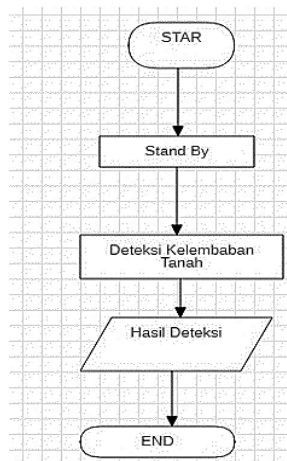 STAR
Stand By
Deteksi Kelembaban
Tanah
Hasil Deteksi
END